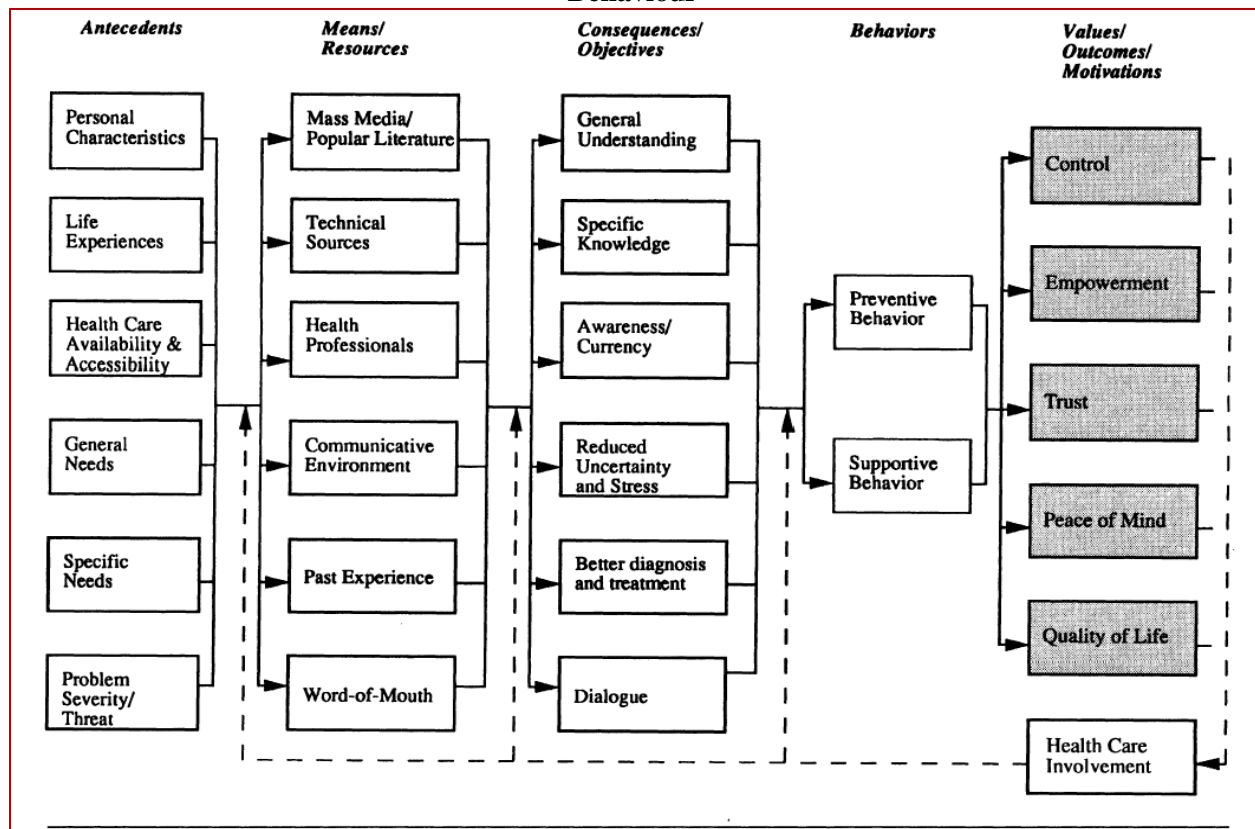 Behaviour
Antecedents
Means/
Resources
Consequences/
Objectives
Behaviors
Values/
Outcomes/
Motivations
Personal
Characteristics
Life
Experiences
Health Care
Availability &
Accessibility
General
Needs
Specific
Needs
Problem
Severity/
Threat
Mass Media/
Popular Literature
Technical
Sources
Health
Professionals
Communicative
Environment
Past Experience
Word-of-Mouth
General
Understanding
Specific
Knowledge
Awareness/
Currency
Reduced
Uncertainty
and Stress
Better diagnosis
and treatment
Dialogue
Preventive
Behavior
Supportive
Behavior
Control
Empowerment
Trust
Peace of Mind
Quality of Life
Health Care
Involvement